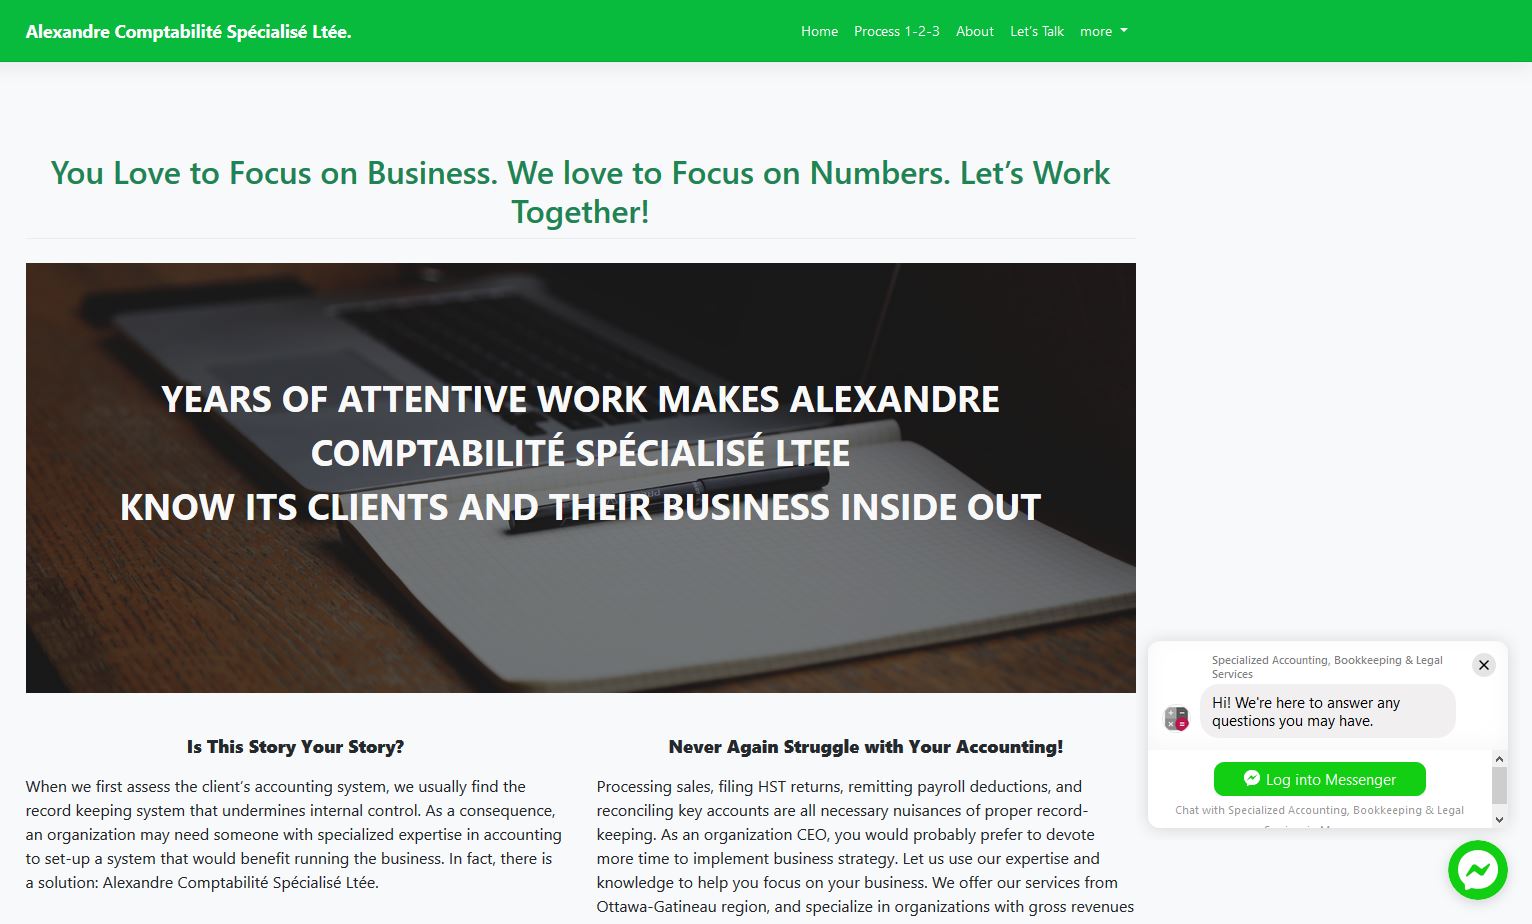 Alexandre Comptabilité Spécialisé Ltée.
Home Process 1-2-3 About Let's Talk more
You Love to Focus on Business. We love to Focus on Numbers. Let’s Work
Together!
YEARS OF ATTENTIVE WORK MAKES ALEXANDRE
COMPTABILITÉ SPÉCIALISÉ LTEE
KNOW ITS CLIENTS AND THEIR BUSINESS INSIDE OUT
Is This Story Your Story?
When we first assess the client’s accounting system, we usually find the
record keeping system that undermines internal control. As a consequence,
an organization may need someone with specialized expertise in accounting
to set-up a system that would benefit running the business. In fact, there is
a solution: Alexandre Comptabilité Spécialisé Ltée.
Never Again Struggle with Your Accounting!
Processing sales, filing HST returns, remitting payroll deductions, and
reconciling key accounts are all necessary nuisances of proper record-
keeping. As an organization CEO, you would probably prefer to devote
more time to implement business strategy. Let us use our expertise and
knowledge to help you focus on your business. We offer our services from
Ottawa-Gatineau region, and specialize in organizations with gross revenues
Specialized Accounting, Bookkeeping & Legal
Services
Hi! We're here to answer any
questions you may have.
Log into Messenger
Chat with Specialized Accounting, Bookkeeping & Legal